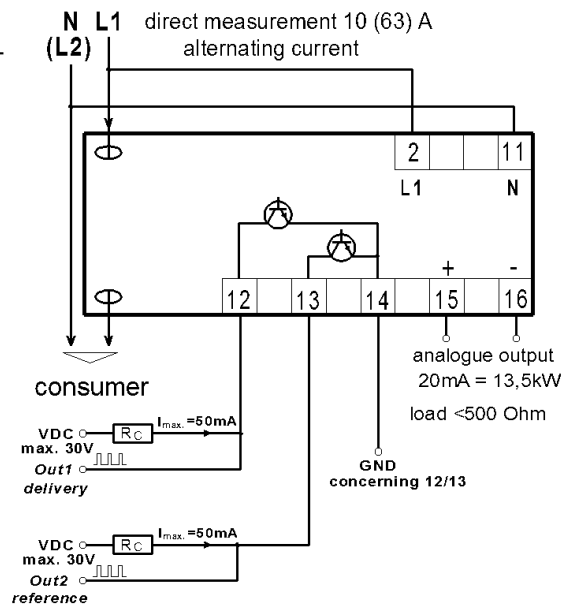 N L1 direct measurement 10 (63) A
(L2) alternating current
2 11
L1 N
+ -
12 13 14 15 16
analogue output
20mA = 13,5kW
load <500 Ohm
consumer
VDC RC Imax.=50mA
max. 30V
Out1
delivery
GND
concerning 12/13
VDC RC Imax.=50mA
max. 30V
Out2
reference